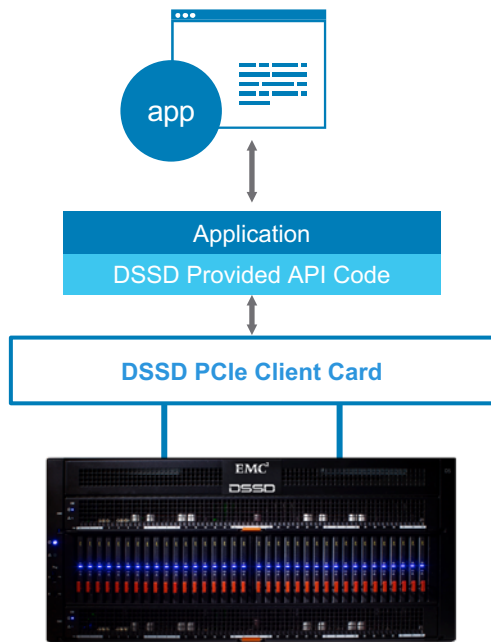 app
Application
DSSD Provided API Code
DSSD PCIe Client Card
EMC²
DSSD